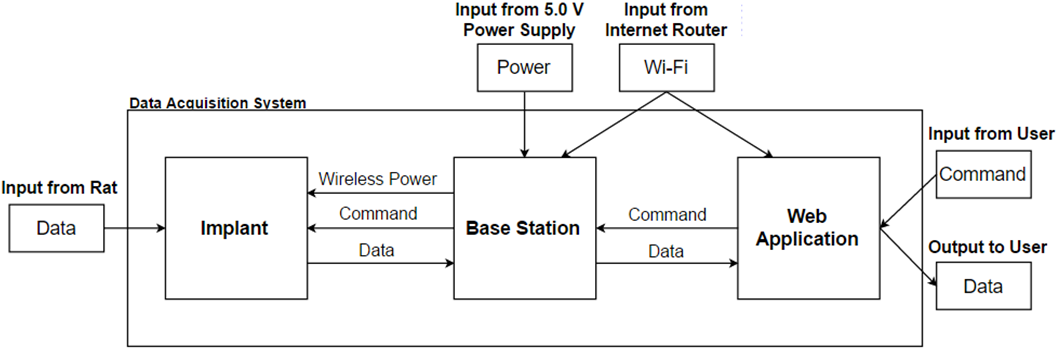 Input from 5.0 V
Power Supply
Power
Input from
Internet Router
Wi-Fi
Data Acquisition System
Input from Rat
Data
Implant
Wireless Power
Command
Data
Base Station
Command
Data
Web
Application
Input from User
Command
Output to User
Data